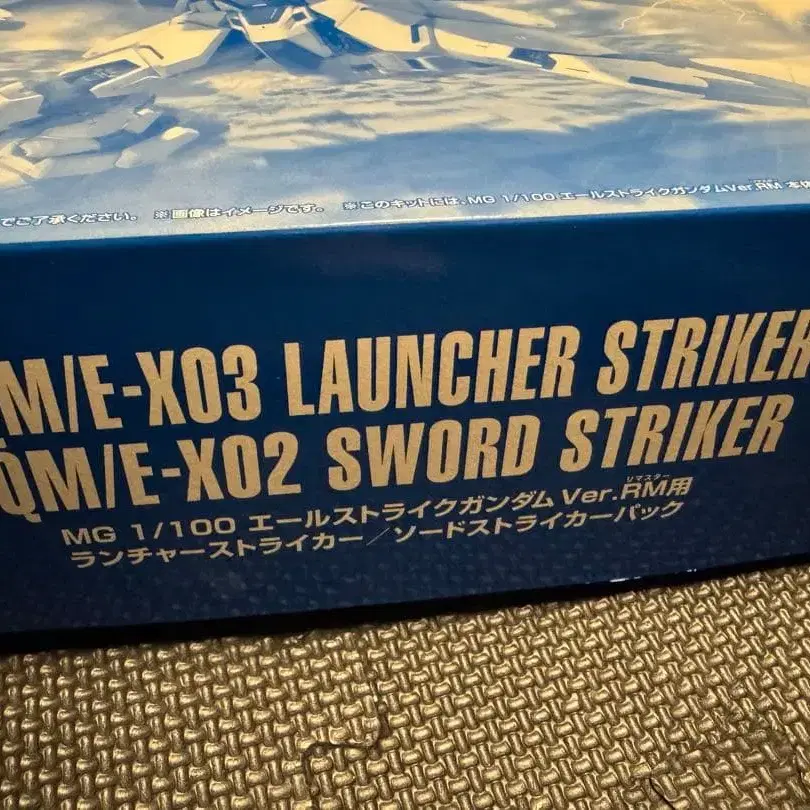 でご了承ください。 ※画像はイメージです。 ※このキットには、MG 1/100 エールストライクガンダムVer.RM 本体
M/E-X03 LAUNCHER STRIKER
QM/E-X02 SWORD STRIKER
リマスター
MG 1/100 エールストライクガンダム Ver.RM用
ランチャーストライカー/ソードストライカーパック